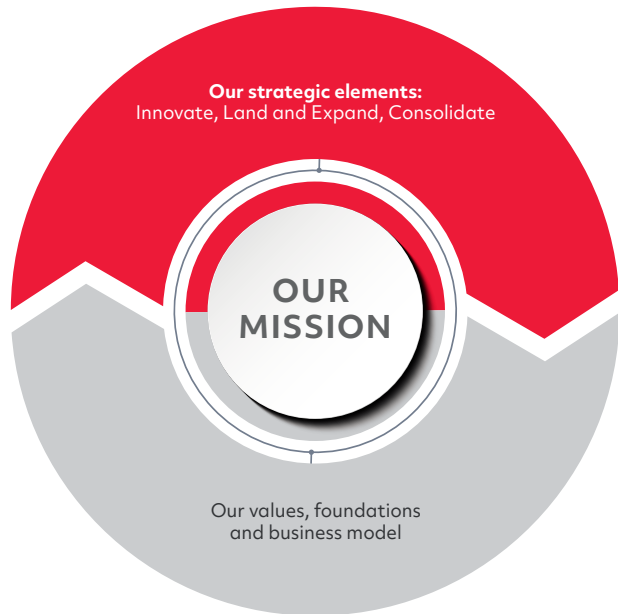 Our strategic elements:
Innovate, Land and Expand, Consolidate
OUR
MISSION
Our values, foundations
and business model